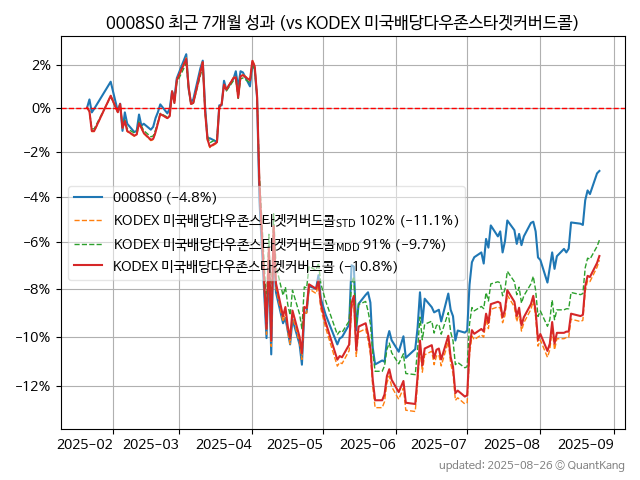 0008S0 최근 7개월 성과 (vs KODEX 미국배당다우존스타겟커버드콜)
2%
0%
−2%
−4%
−6%
−8%
−10%
−12%
0008S0 (−4.8%)
KODEX 미국배당다우존스타겟커버드콜STD 102% (−11.1%)
KODEX 미국배당다우존스타겟커버드콜MDD 91% (−9.7%)
KODEX 미국배당다우존스타겟커버드콜 (−10.8%)
2025-02 2025-03 2025-04 2025-05 2025-06 2025-07 2025-08 2025-09
updated: 2025-08-26 © QuantKang